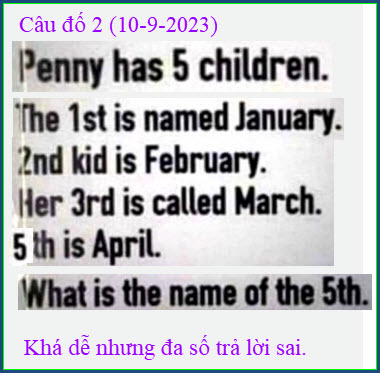 Câu đố 2 (10-9-2023)
Penny has 5 children.
The 1st is named January.
2nd kid is February.
Her 3rd is called March.
5 th is April.
What is the name of the 5th.
Khá dễ nhưng đa số trả lời sai.